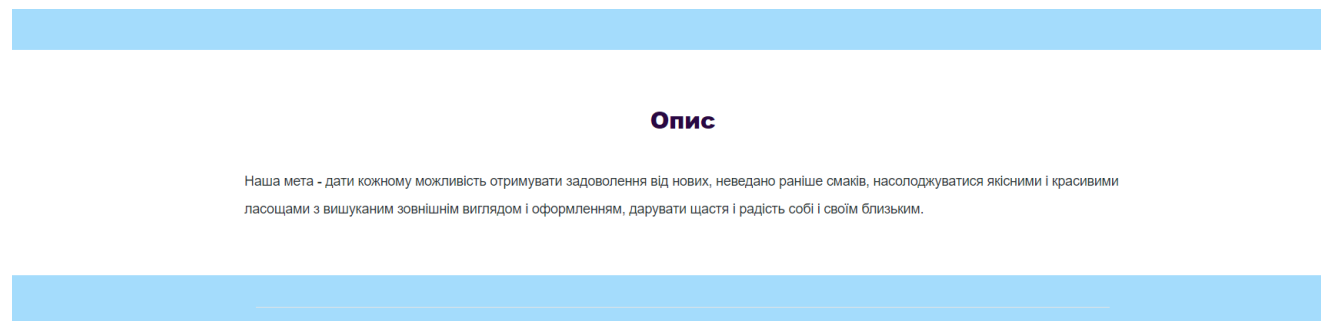 Опис
Наша мета - дати кожному можливість отримувати задоволення від нових, неведано раніше смаків, насолоджуватися якісними і красивими
ласощами з вишуканим зовнішнім виглядом і оформленням, дарувати щастя і радість собі і своїм близьким.